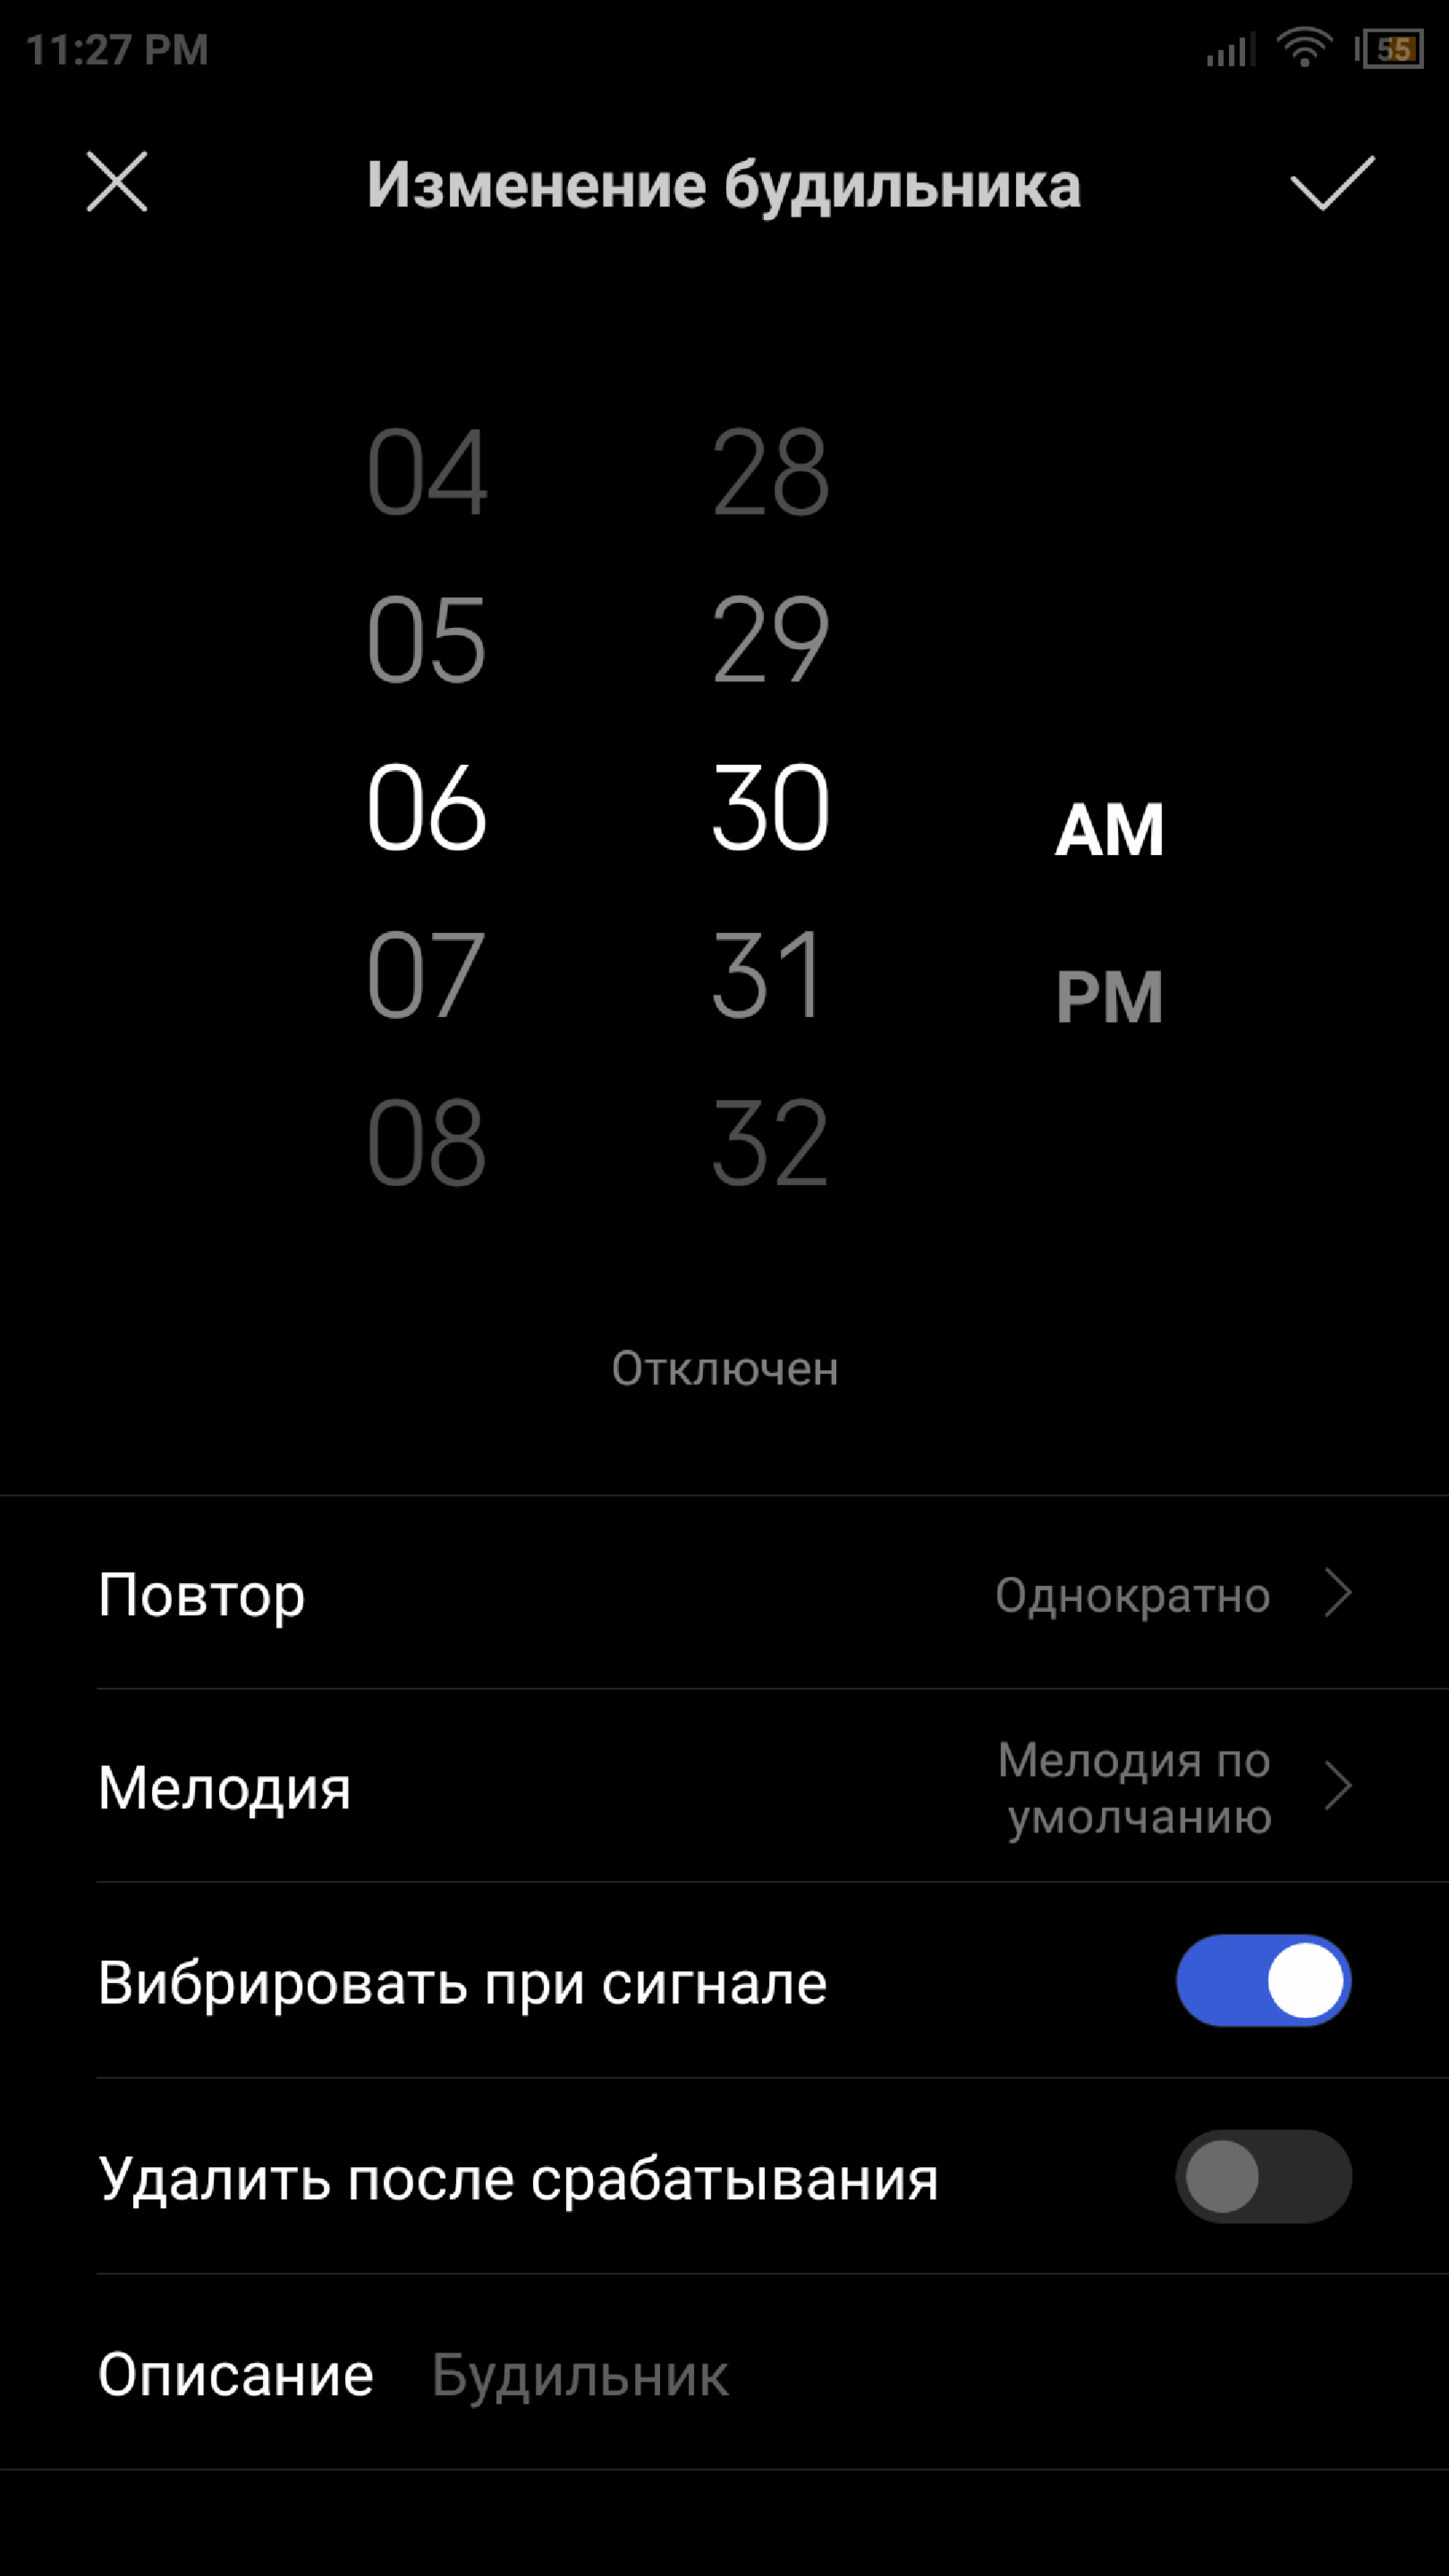 11:27 PM 55
Изменение будильника
04 28
05 29
06 30 AM
07 31 PM
08 32
Отключен
Повтор Однократно
Мелодия Мелодия по
умолчанию
Вибрировать при сигнале
Удалить после срабатывания
Описание Будильник